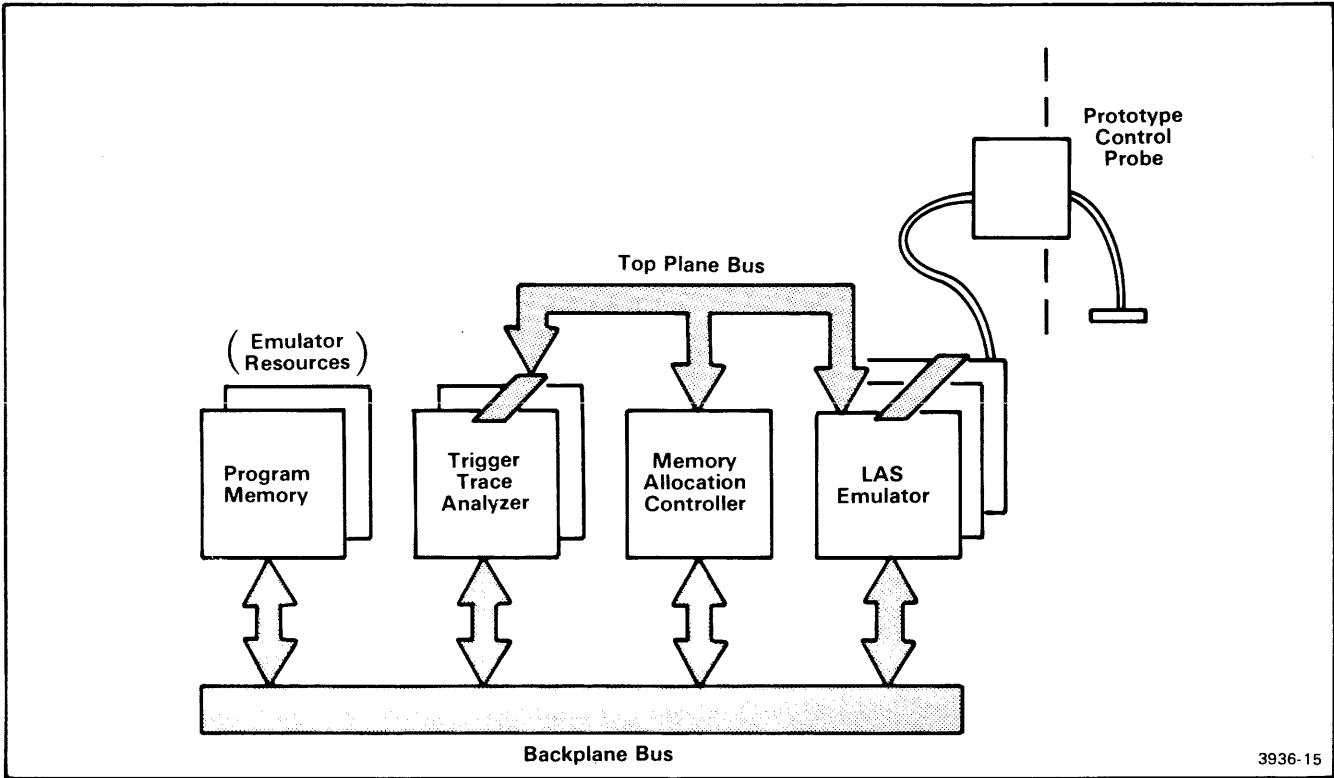 Prototype
Control
Probe
Top Plane Bus
(Emulator
Resources)
Program
Memory
Trigger
Trace
Analyzer
Memory
Allocation
Controller
LAS
Emulator
Backplane Bus
3936-15